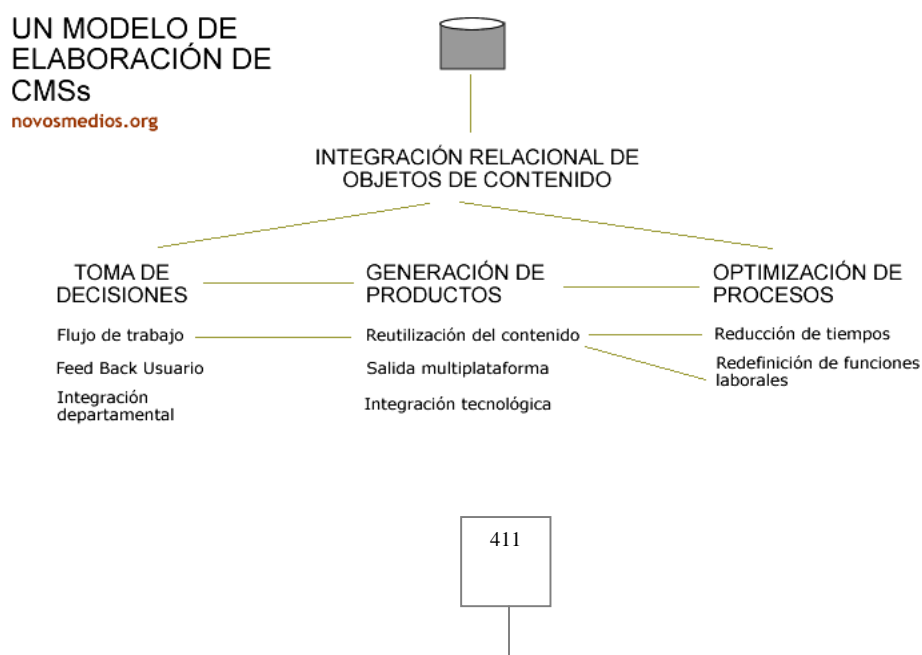 UN MODELO DE
ELABORACIÓN DE
CMSs
novosmedios.org
INTEGRACIÓN RELACIONAL DE
OBJETOS DE CONTENIDO
TOMA DE
DECISIONES
Flujo de trabajo
Feed Back Usuario
Integración
departamental
GENERACIÓN DE
PRODUCTOS
Reutilización del contenido
Salida multiplataforma
Integración tecnológica
OPTIMIZACIÓN DE
PROCESOS
Reducción de tiempos
Redefinición de funciones
laborales
411